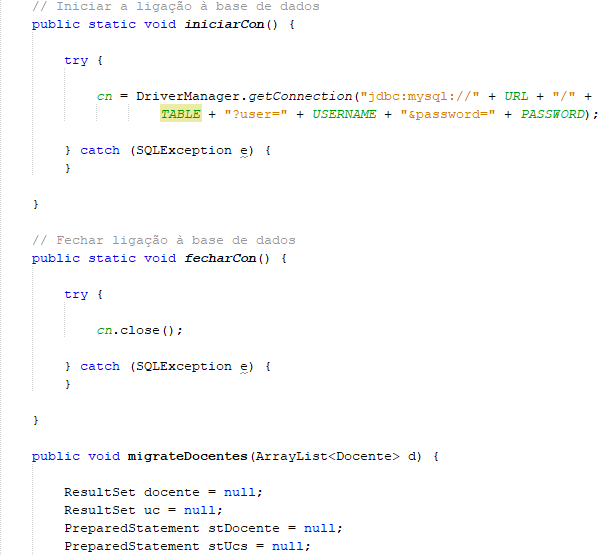 // Iniciar a ligação à base de dados
public static void iniciarCon() {
try {
cn = DriverManager.getConnection("jdbc:mysql://" + URL + "/" +
TABLE + "?user=" + USERNAME + "&password=" + PASSWORD);
} catch (SQLException e) {
}
}
// Fechar ligação à base de dados
public static void fecharCon() {
try {
cn.close();
} catch (SQLException e) {
}
}
public void migrateDocentes(ArrayList<Docente> d) {
ResultSet docente = null;
ResultSet uc = null;
PreparedStatement stDocente = null;
PreparedStatement stUcs = null;